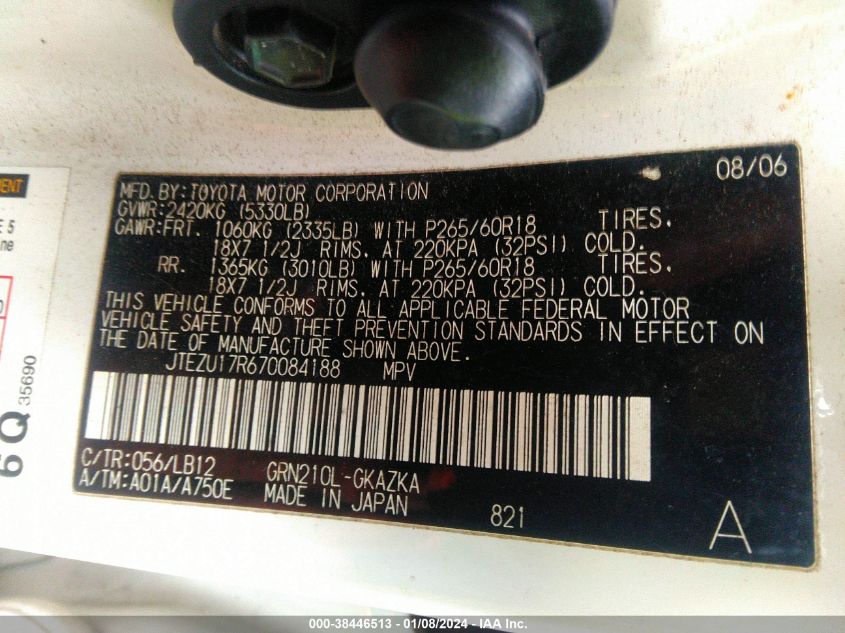 08/06
MFD. BY: TOYOTA MOTOR CORPORATION
GVWR: 2420KG (5330LB)
GAWR: FRT. 1060KG (2335LB) WITH P265/60R18 TIRES.
18X7 1/2J RIMS. AT 220KPA (32PSI) COLD.
RR. 1365KG (3010LB) WITH P265/60R18 TIRES.
18X7 1/2J RIMS. AT 220KPA (32PSI) COLD.
THIS VEHICLE CONFORMS TO ALL APPLICABLE FEDERAL MOTOR
VEHICLE SAFETY AND THEFT PREVENTION STANDARDS IN EFFECT ON
THE DATE OF MANUFACTURE SHOWN ABOVE.
JTEZU17R670084188 MPV
C/TR: 056/LB12 GRN210L-GKAZKA
A/TM: A01A/A750E MADE IN JAPAN
821
A
E 5
6Q 35690
000-38446513 - 01/08/2024 - IAA Inc.